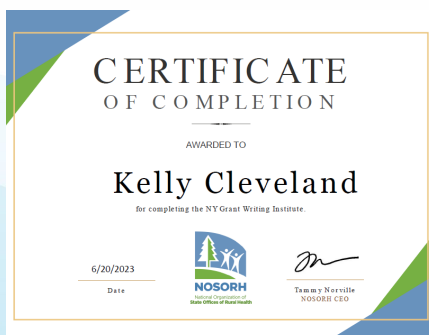 CERTIFICATE
OF COMPLETION
AWARDED TO
Kelly Cleveland
for completing the NY Grant Writing Institute.
6/20/2023
Date
NOSORH
National Organization of
State Offices of Rural Health
Tammy Norville
NOSORH CEO